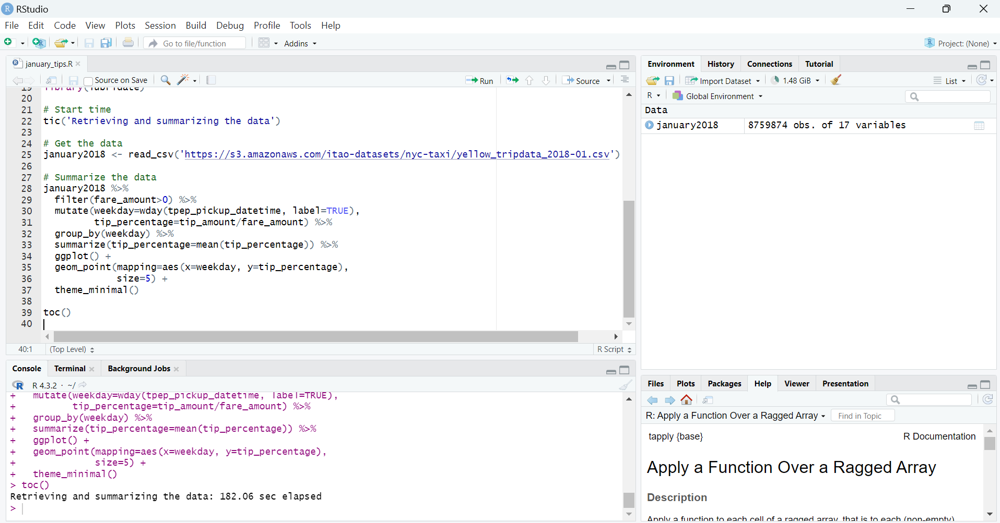 RStudio
File Edit Code View Plots Session Build Debug Profile Tools Help
Go to file/function Addins Project: (None)
january_tips.R
Source on Save Run Source
19 library(lubridate)
20
21 # Start time
22 tic('Retrieving and summarizing the data')
23
24 # Get the data
25 january2018 <- read_csv('https://s3.amazonaws.com/itao-datasets/nyc-taxi/yellow_tripdata_2018-01.csv')
26
27 # Summarize the data
28 january2018 %>%
29   filter(fare_amount>0) %>%
30   mutate(weekday=wday(tpep_pickup_datetime, label=TRUE),
31          tip_percentage=tip_amount/fare_amount) %>%
32   group_by(weekday) %>%
33   summarize(tip_percentage=mean(tip_percentage)) %>%
34   ggplot() +
35   geom_point(mapping=aes(x=weekday, y=tip_percentage),
36              size=5) +
37   theme_minimal()
38
39 toc()
40
40:1 (Top Level) R Script
Console Terminal Background Jobs
R R 4.3.2 · ~/
+   mutate(weekday=wday(tpep_pickup_datetime, label=TRUE),
+          tip_percentage=tip_amount/fare_amount) %>%
+   group_by(weekday) %>%
+   summarize(tip_percentage=mean(tip_percentage)) %>%
+   ggplot() +
+   geom_point(mapping=aes(x=weekday, y=tip_percentage),
+              size=5) +
+   theme_minimal()
> toc()
Retrieving and summarizing the data: 182.06 sec elapsed
>
Environment History Connections Tutorial
Import Dataset 1.48 GiB List
R Global Environment
Data
january2018 8759874 obs. of 17 variables
Files Plots Packages Help Viewer Presentation
R: Apply a Function Over a Ragged Array Find in Topic
tapply {base} R Documentation
Apply a Function Over a Ragged Array
Description
Apply a function to each cell of a ragged array, that is to each (non-empty)